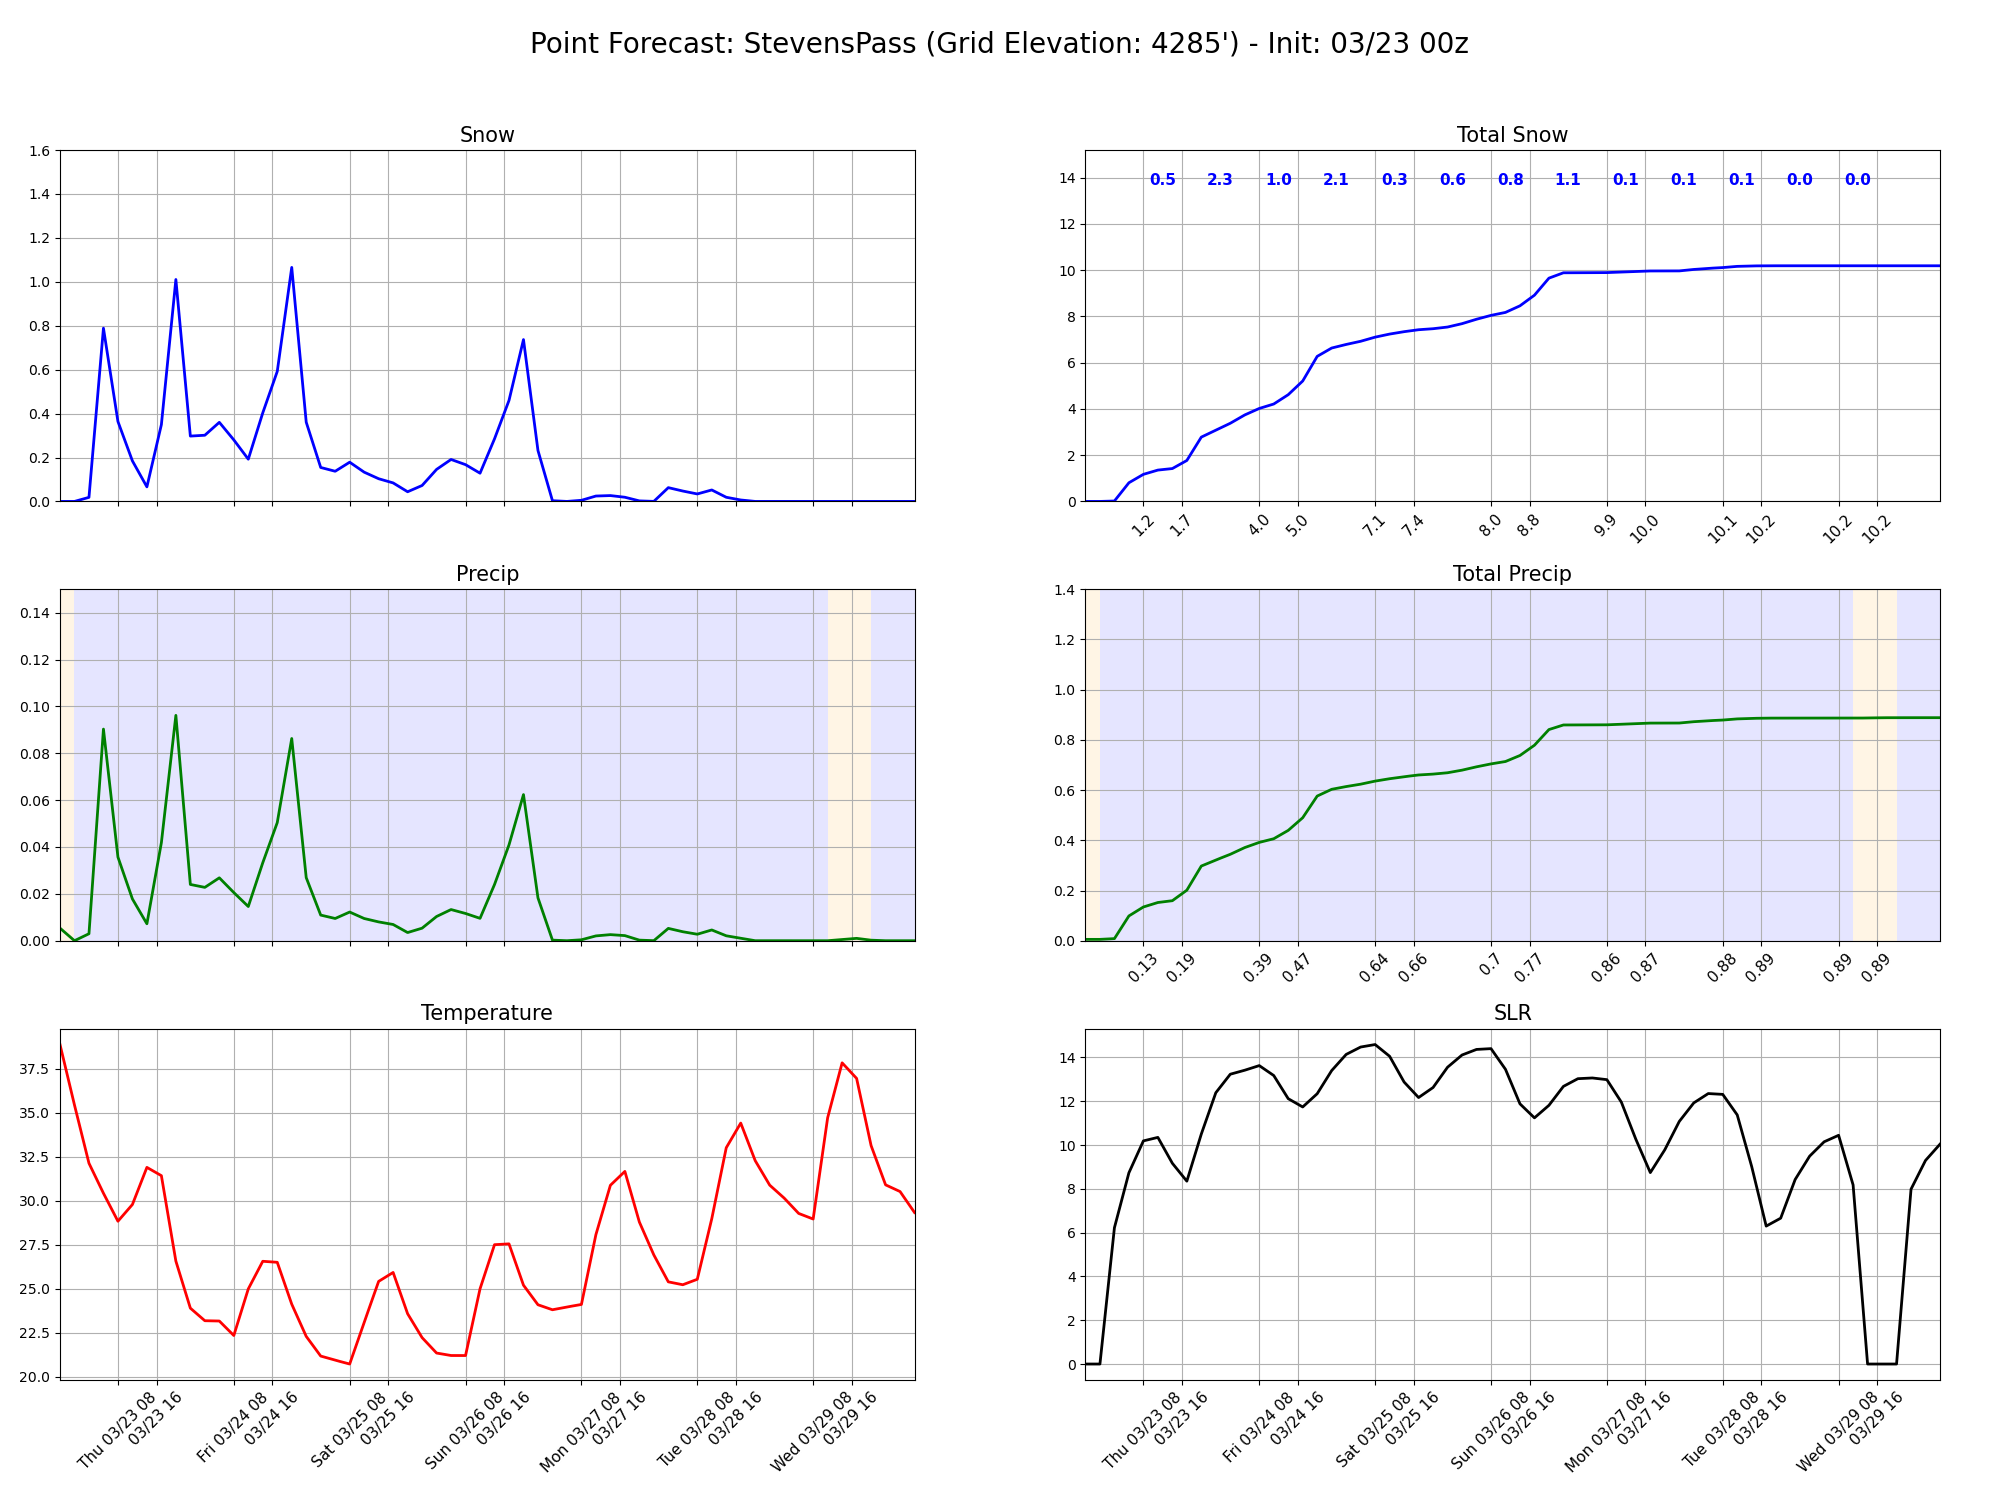 Point Forecast: StevensPass (Grid Elevation: 4285') - Init: 03/23 00z
Snow
1.6
1.4
1.2
1.0
0.8
0.6
0.4
0.2
0.0
Total Snow
14
12
10
8
6
4
2
0
0.5 2.3 1.0 2.1 0.3 0.6 0.8 1.1 0.1 0.1 0.1 0.0 0.0
1.2 1.7 4.0 5.0 7.1 7.4 8.0 8.8 9.9 10.0 10.1 10.2 10.2 10.2
Precip
0.14
0.12
0.10
0.08
0.06
0.04
0.02
0.00
Total Precip
1.4
1.2
1.0
0.8
0.6
0.4
0.2
0.0
0.13 0.19 0.39 0.47 0.64 0.66 0.7 0.77 0.86 0.87 0.88 0.89 0.89 0.89
Temperature
37.5
35.0
32.5
30.0
27.5
25.0
22.5
20.0
Thu 03/23 08
03/23 16
Fri 03/24 08
03/24 16
Sat 03/25 08
03/25 16
Sun 03/26 08
03/26 16
Mon 03/27 08
03/27 16
Tue 03/28 08
03/28 16
Wed 03/29 08
03/29 16
SLR
14
12
10
8
6
4
2
0
Thu 03/23 08
03/23 16
Fri 03/24 08
03/24 16
Sat 03/25 08
03/25 16
Sun 03/26 08
03/26 16
Mon 03/27 08
03/27 16
Tue 03/28 08
03/28 16
Wed 03/29 08
03/29 16